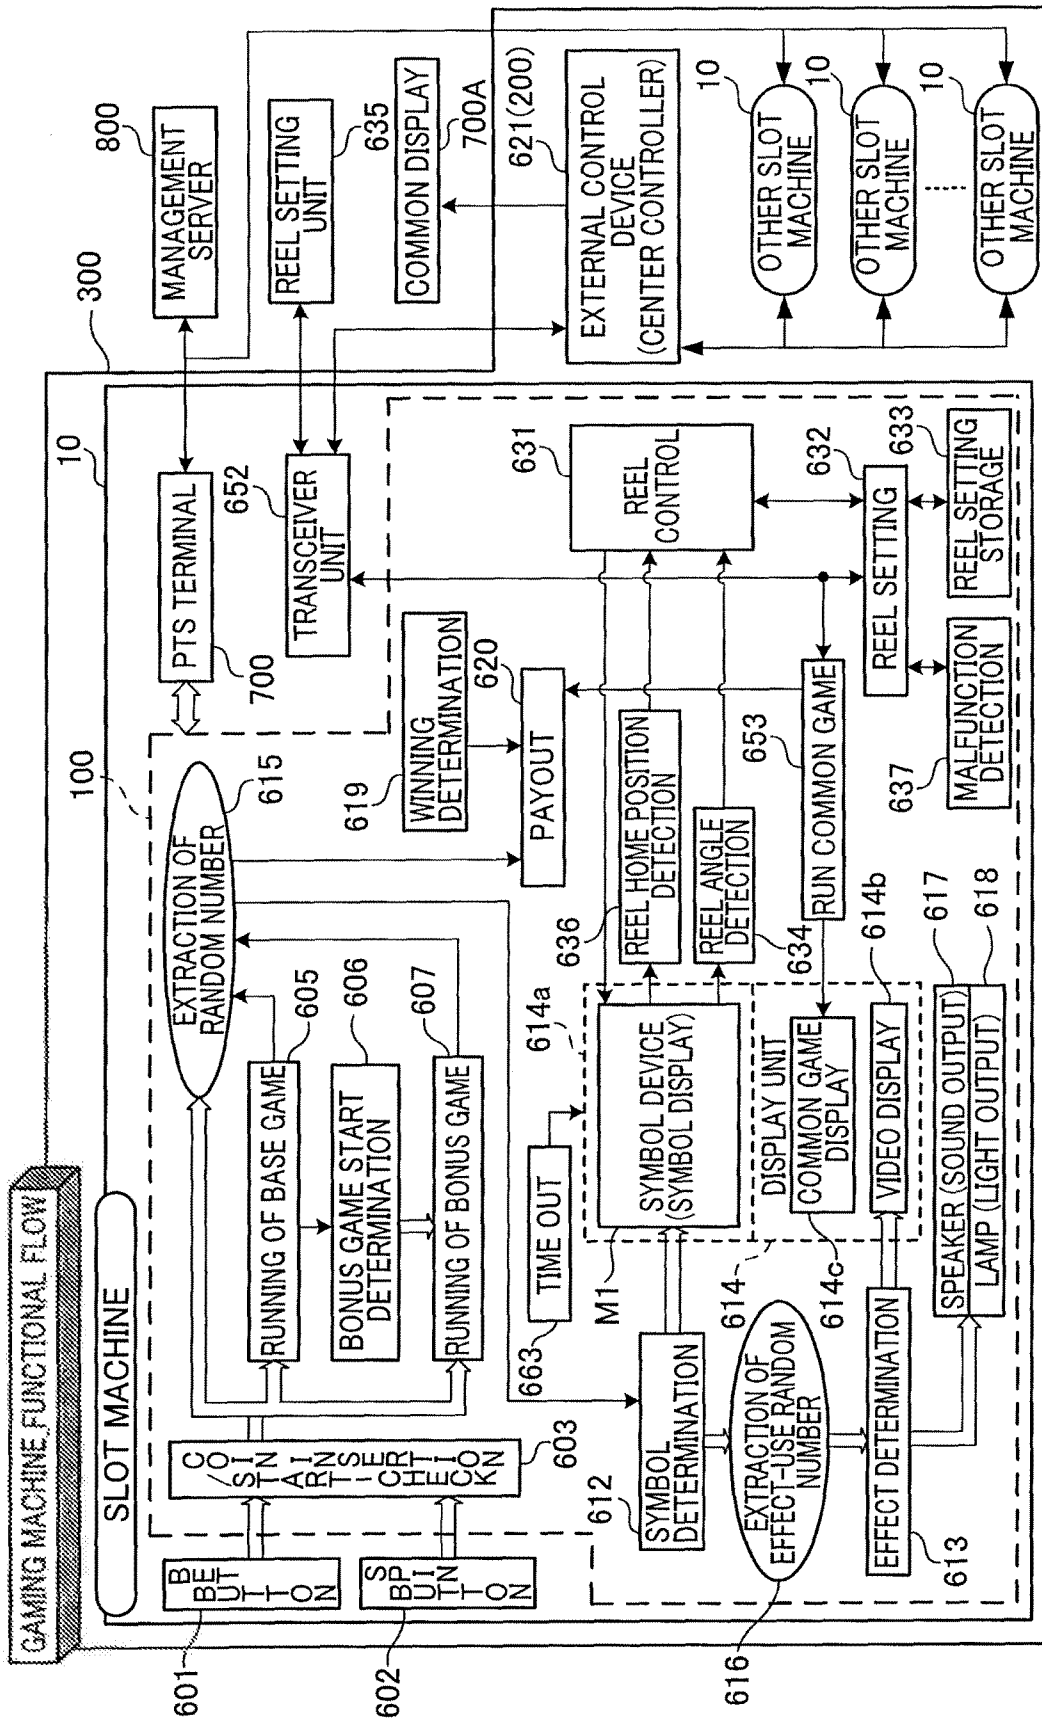 GAMING MACHINE_FUNCTIONAL FLOW
SLOT MACHINE
300
10
100
601
BET
BUTTON
602
SPIN
BUTTON
603
COIN
INSERTION
/START-CHECK
EXTRACTION OF
RANDOM NUMBER
615
RUNNING OF BASE GAME
605
BONUS GAME START
DETERMINATION
606
RUNNING OF BONUS GAME
607
PTS TERMINAL
700
MANAGEMENT
SERVER
800
652
TRANSCEIVER
UNIT
REEL SETTING
UNIT
635
COMMON DISPLAY
700A
WINNING
DETERMINATION
619
PAYOUT
620
663
TIME OUT
612
SYMBOL
DETERMINATION
M1
614a
SYMBOL DEVICE
(SYMBOL DISPLAY)
636
REEL HOME POSITION
DETECTION
REEL ANGLE
DETECTION
634
631
REEL
CONTROL
621(200)
EXTERNAL CONTROL
DEVICE
(CENTER CONTROLLER)
614
DISPLAY UNIT
COMMON GAME
DISPLAY
614c
RUN COMMON GAME
653
EXTRACTION OF
EFFECT-USE RANDOM
NUMBER
616
EFFECT DETERMINATION
613
VIDEO DISPLAY
614b
SPEAKER (SOUND OUTPUT)
617
LAMP (LIGHT OUTPUT)
618
REEL SETTING
632
REEL SETTING
STORAGE
633
MALFUNCTION
DETECTION
637
OTHER SLOT
MACHINE
10
OTHER SLOT
MACHINE
10
OTHER SLOT
MACHINE
10